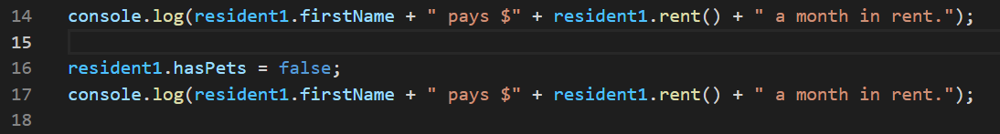 14 console.log(resident1.firstName + " pays $" + resident1.rent() + " a month in rent.");
15
16 resident1.hasPets = false;
17 console.log(resident1.firstName + " pays $" + resident1.rent() + " a month in rent.");
18